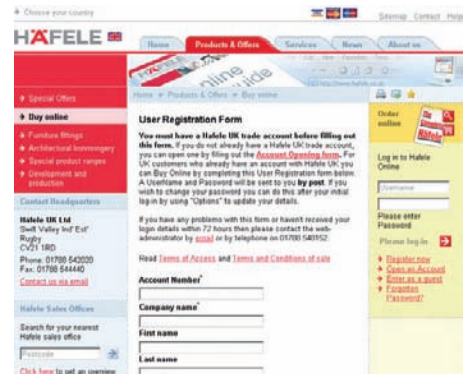 Choose your country
Sitemap Contact Help
HÄFELE
Home
Products & Offers
Services
News
About us
Home > Products & Offers > Buy online
Special Offers
Buy online
Furniture fittings
Architectural Ironmongery
Special product ranges
Development and
production
Contact Headquarters
Häfele UK Ltd
Swift Valley Ind' Est'
Rugby
CV21 1RD
Phone: 01788 542020
Fax: 01788 544440
Contact us via email
Häfele Sales Offices
Search for your nearest
Häfele sales office
Postcode
Click here to get an overview
User Registration Form
You must have a Hafele UK trade account before filling out
this form. If you do not already have a Hafele UK trade account,
you can open one by filling out the Account Opening form. For
UK customers who already have an account with Hafele UK you
can Buy Online by completing this User Registration form below.
A UserName and Password will be sent to you by post. If you
wish to change your password you can do this after your initial
log-in by using "Options" to update your details.
If you have any problems with this form or haven't received your
login details within 72 hours then please contact the web-
administrator by email or by telephone on 01788 540152.
Read Terms of Access and Terms and Conditions of sale
Account Number*
Company name*
First name
Last name
Order
online
Log in to Häfele
Online
Username
Please enter
Password
Please log in
Register now
Open an Account
Enter as a guest
Forgotten
Password?